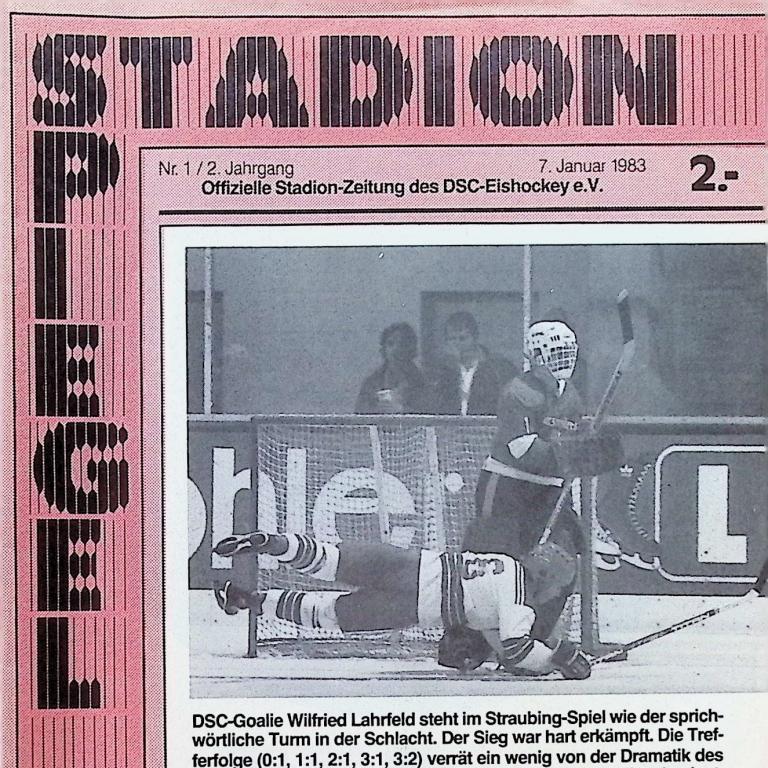 STADION
SPIEGEL
Nr. 1 / 2. Jahrgang
7. Januar 1983
2.-
Offizielle Stadion-Zeitung des DSC-Eishockey e.V.
L
DSC-Goalie Wilfried Lahrfeld steht im Straubing-Spiel wie der sprich-
wörtliche Turm in der Schlacht. Der Sieg war hart erkämpft. Die Tref-
ferfolge (0:1, 1:1, 2:1, 3:1, 3:2) verrät ein wenig von der Dramatik des